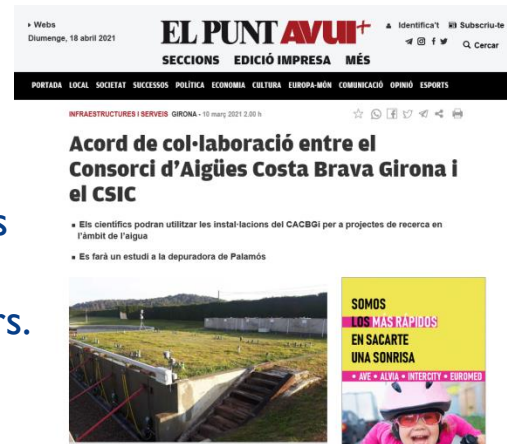 Webs
Diumenge, 18 abril 2021
EL PUNT AVUI+
Identifica't
Subscriu-te
Cercar
SECCIONS EDICIÓ IMPRESA MÉS
PORTADA LOCAL SOCIETAT SUCCESSOS POLÍTICA ECONOMIA CULTURA EUROPA-MÓN COMUNICACIÓ OPINIÓ ESPORTS
INFRAESTRUCTURES I SERVEIS GIRONA - 10 març 2021 2.00 h
Acord de col·laboració entre el
Consorci d'Aigües Costa Brava Girona i
el CSIC
Els científics podran utilitzar les instal·lacions del CACBGi per a projectes de recerca en
l'àmbit de l'aigua
Es farà un estudi a la depuradora de Palamós
s
rs.
SOMOS
LOS MÁS RÁPIDOS
EN SACARTE
UNA SONRISA
• AVE • ALVIA • INTERCITY • EUROMED